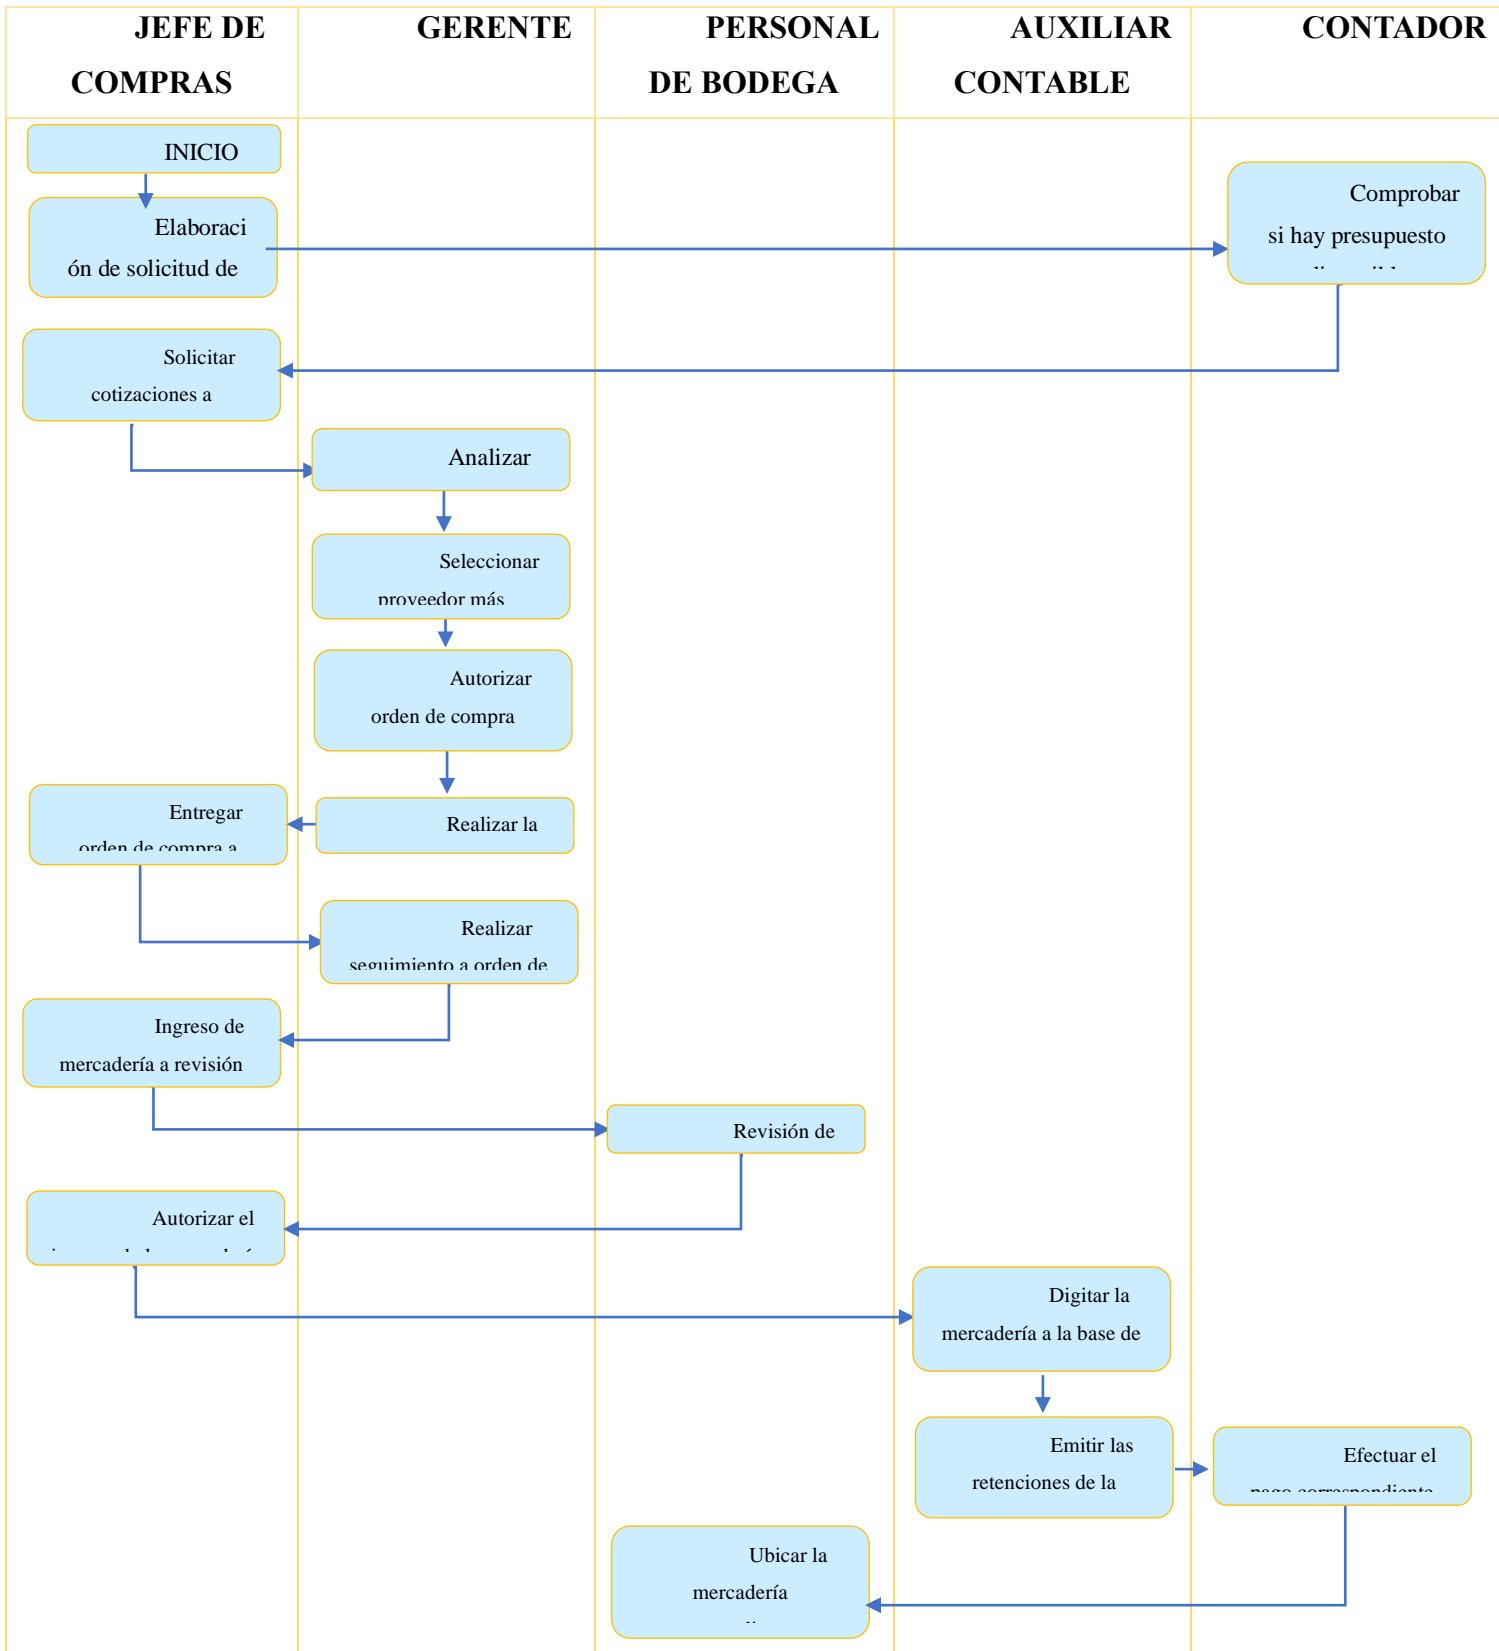 JEFE DE
COMPRAS
GERENTE
PERSONAL
DE BODEGA
AUXILIAR
CONTABLE
CONTADOR
INICIO
Elaboraci
ón de solicitud de
Comprobar
si hay presupuesto
Solicitar
cotizaciones a
Analizar
Seleccionar
proveedor más
Autorizar
orden de compra
Realizar la
Entregar
orden de compra a
Realizar
seguimiento a orden de
Ingreso de
mercadería a revisión
Revisión de
Autorizar el
Digitar la
mercadería a la base de
Emitir las
retenciones de la
Efectuar el
pago correspondiente
Ubicar la
mercadería